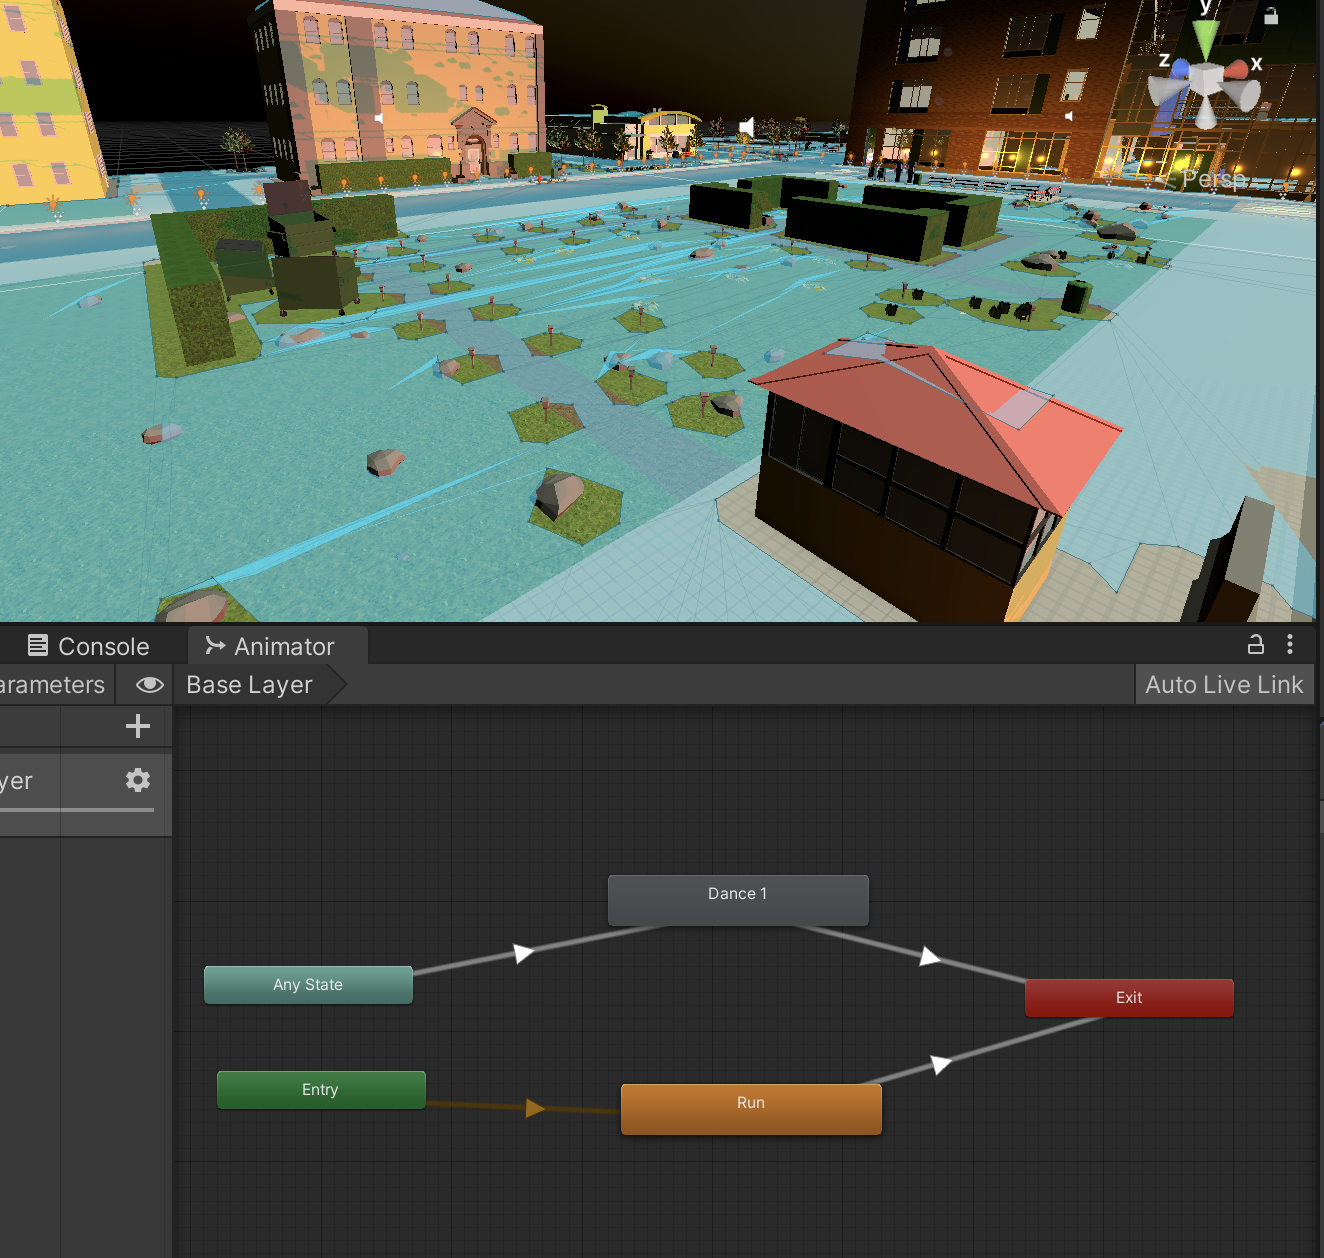 y
z
x
Persp
Console
Animator
arameters
Base Layer
Auto Live Link
yer
Dance 1
Any State
Exit
Entry
Run